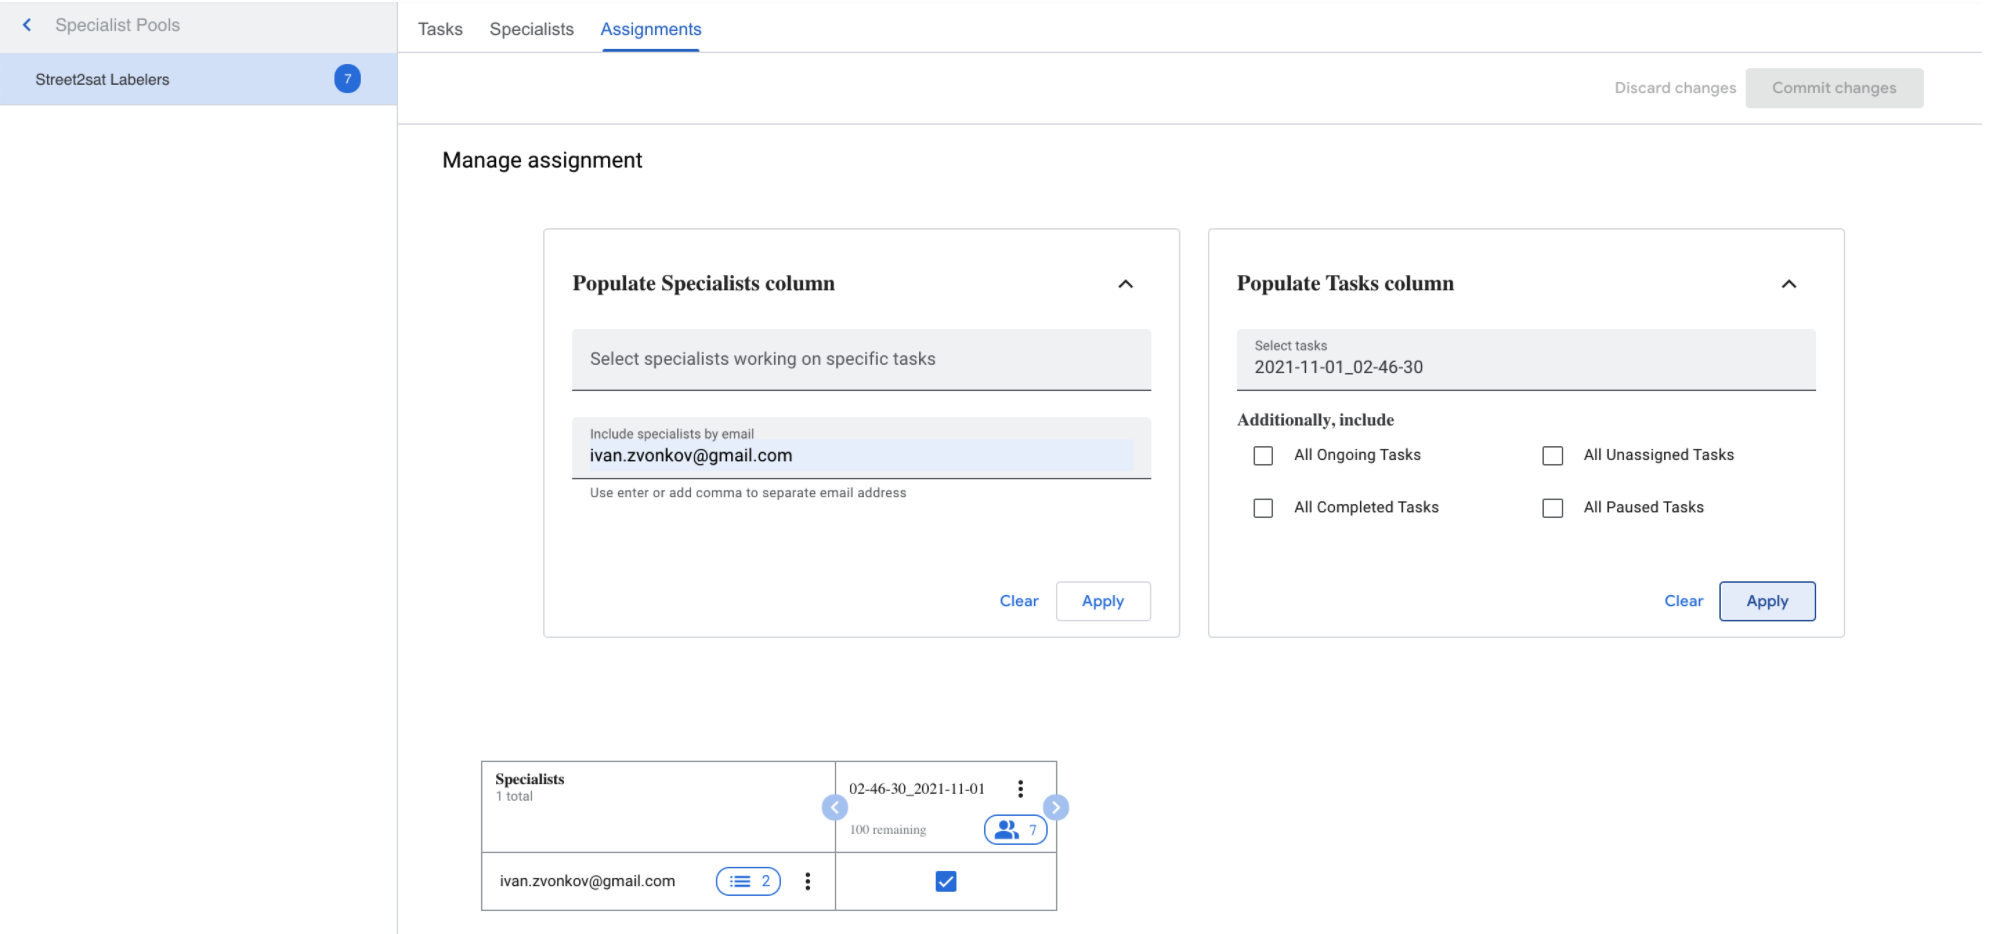 Specialist Pools
Street2sat Labelers
7
Tasks Specialists Assignments
Discard changes Commit changes
Manage assignment
Populate Specialists column
Select specialists working on specific tasks
Include specialists by email
ivan.zvonkov@gmail.com
Use enter or add comma to separate email address
Clear Apply
Populate Tasks column
Select tasks
2021-11-01_02-46-30
Additionally, include
All Ongoing Tasks All Unassigned Tasks
All Completed Tasks All Paused Tasks
Clear Apply
Specialists
1 total
02-46-30_2021-11-01
100 remaining 7
ivan.zvonkov@gmail.com 2